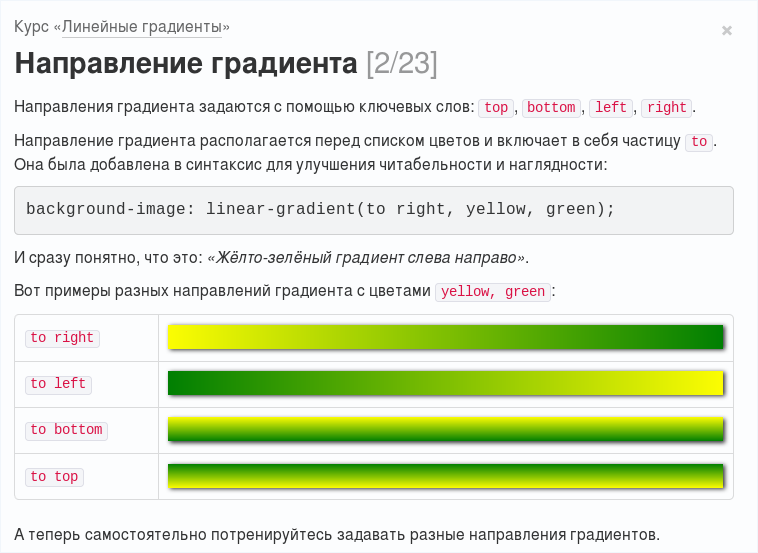 Курс «Линейные градиенты»
×
Направление градиента [2/23]
Направления градиента задаются с помощью ключевых слов: top, bottom, left, right.
Направление градиента располагается перед списком цветов и включает в себя частицу to.
Она была добавлена в синтаксис для улучшения читабельности и наглядности:
background-image: linear-gradient(to right, yellow, green);
И сразу понятно, что это: «Жёлто-зелёный градиент слева направо».
Вот примеры разных направлений градиента с цветами yellow, green:
to right
to left
to bottom
to top
А теперь самостоятельно потренируйтесь задавать разные направления градиентов.